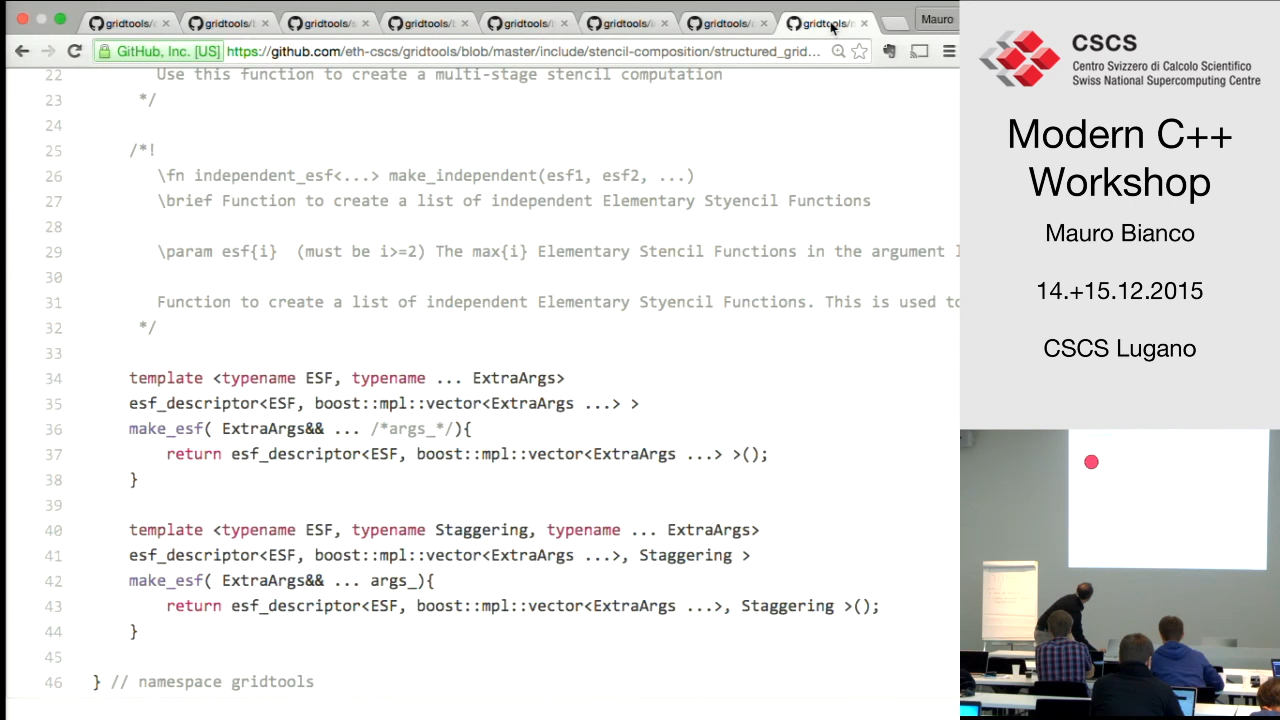 gridtools/ gridtools/ gridtools/ gridtools/ gridtools/ gridtools/ gridtools/ gridtools/ Mauro
GitHub, Inc. [US] https://github.com/eth-cscs/gridtools/blob/master/include/stencil-composition/structured_grid...
22 Use this function to create a multi-stage stencil computation
23 */
24
25 /*!
26 \fn independent_esf<...> make_independent(esf1, esf2, ...)
27 \brief Function to create a list of independent Elementary Styencil Functions
28
29 \param esf{i} (must be i>=2) The max{i} Elementary Stencil Functions in the argument
30
31 Function to create a list of independent Elementary Styencil Functions. This is used to
32 */
33
34 template <typename ESF, typename ... ExtraArgs>
35 esf_descriptor<ESF, boost::mpl::vector<ExtraArgs ...> >
36 make_esf( ExtraArgs&& ... /*args_*/){
37 return esf_descriptor<ESF, boost::mpl::vector<ExtraArgs ...> >();
38 }
39
40 template <typename ESF, typename Staggering, typename ... ExtraArgs>
41 esf_descriptor<ESF, boost::mpl::vector<ExtraArgs ...>, Staggering >
42 make_esf( ExtraArgs&& ... args_){
43 return esf_descriptor<ESF, boost::mpl::vector<ExtraArgs ...>, Staggering >();
44 }
45
46 } // namespace gridtools
CSCS
Centro Svizzero di Calcolo Scientifico
Swiss National Supercomputing Centre
Modern C++
Workshop
Mauro Bianco
14.+15.12.2015
CSCS Lugano